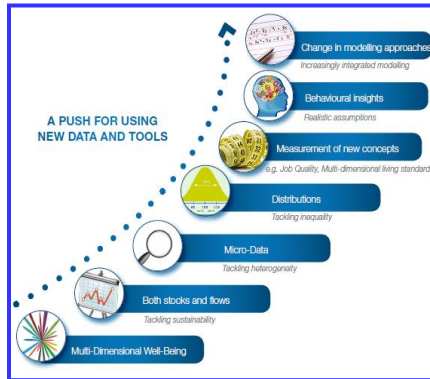 Change in modelling approaches
Increasingly integrated modelling
Behavioural insights
Realistic assumptions
A PUSH FOR USING
NEW DATA AND TOOLS
Measurement of new concepts
e.g. Job Quality, Multi-dimensional living standard
Distributions
Tackling inequality
Micro-Data
Tackling heterogeneity
Both stocks and flows
Tackling sustainability
Multi-Dimensional Well-Being